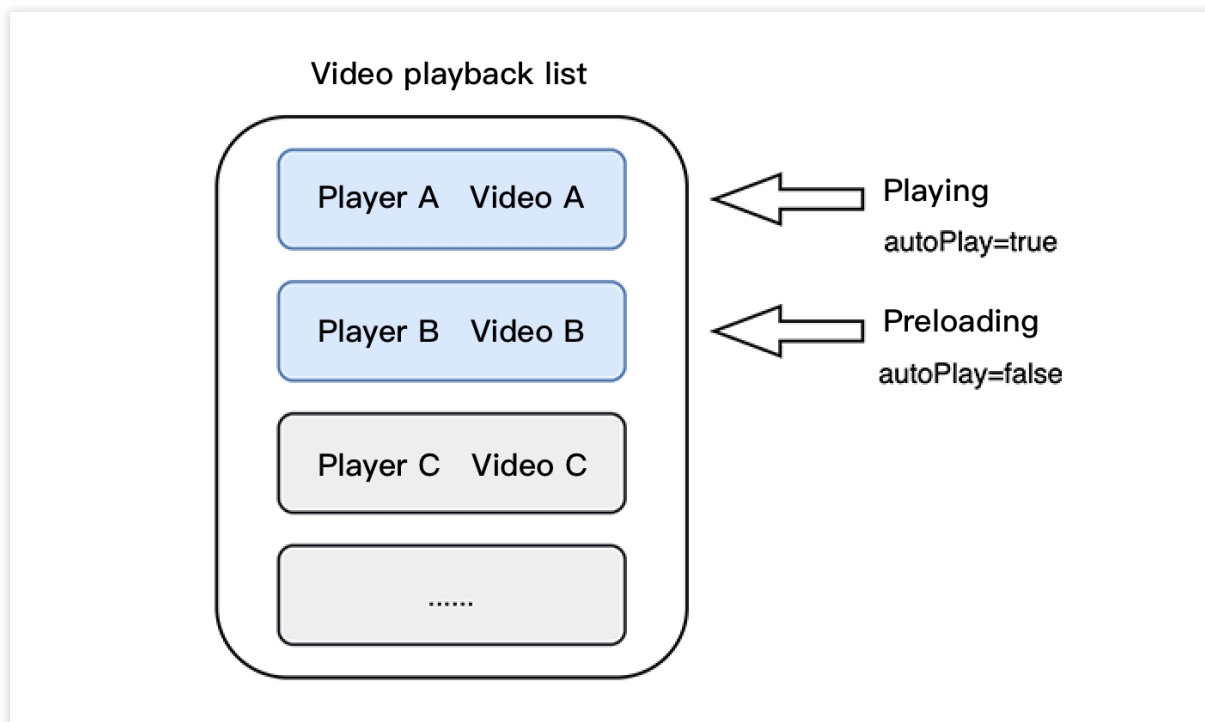 Video playback list
Player A Video A
Playing
autoPlay=true
Player B Video B
Preloading
autoPlay=false
Player C Video C
......